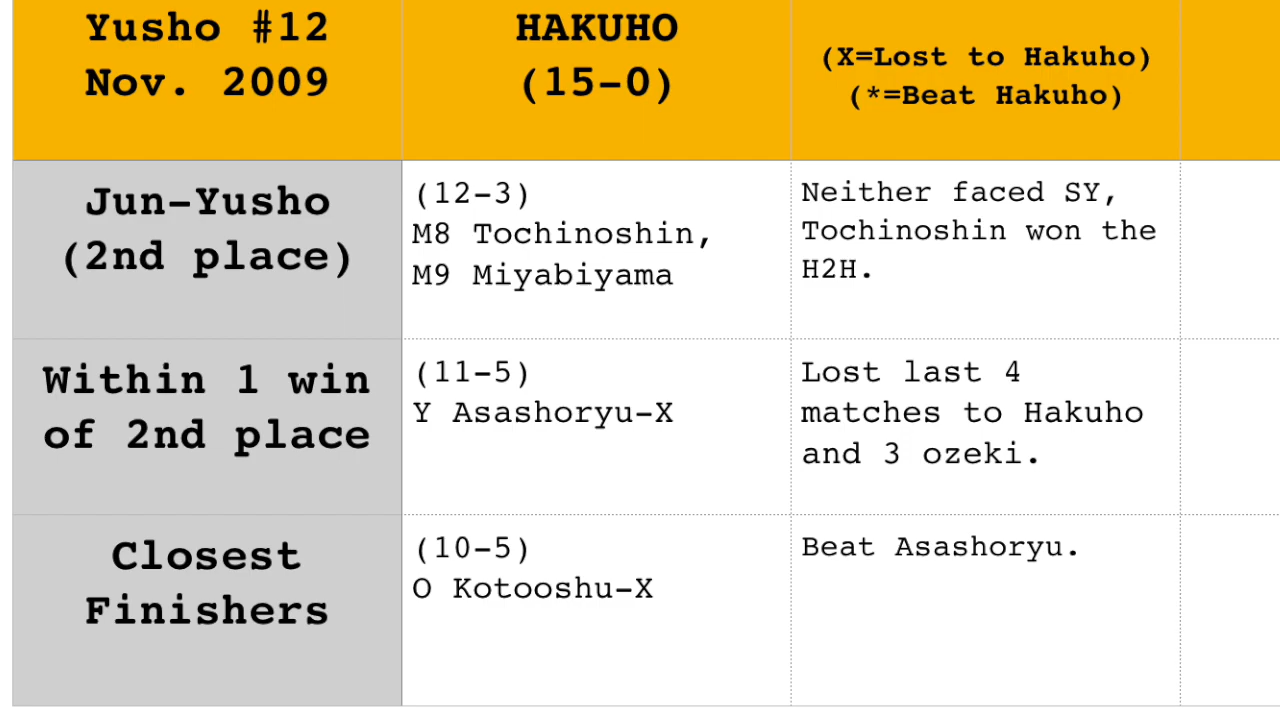 Yusho #12
Nov. 2009
HAKUHO
(15-0)
(X=Lost to Hakuho)
(*=Beat Hakuho)
Jun-Yusho
(2nd place)
(12-3)
M8 Tochinoshin,
M9 Miyabiyama
Neither faced SY,
Tochinoshin won the
H2H.
Within 1 win
of 2nd place
(11-5)
Y Asashoryu-X
Lost last 4
matches to Hakuho
and 3 ozeki.
Closest
Finishers
(10-5)
O Kotooshu-X
Beat Asashoryu.